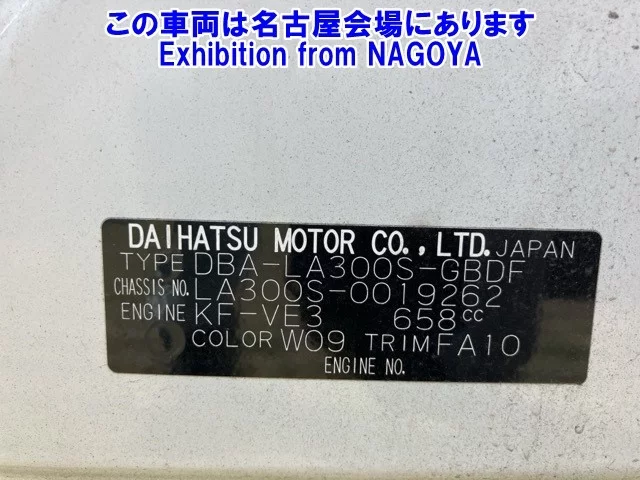 この車両は名古屋会場にあります
Exhibition from NAGOYA
DAIHATSU MOTOR CO., LTD. JAPAN
TYPE DBA-LA300S-GBDF
CHASSIS NO. LA300S-0019262
ENGINE KF-VE3 658 cc
COLOR W09 TRIM FA10
ENGINE NO.